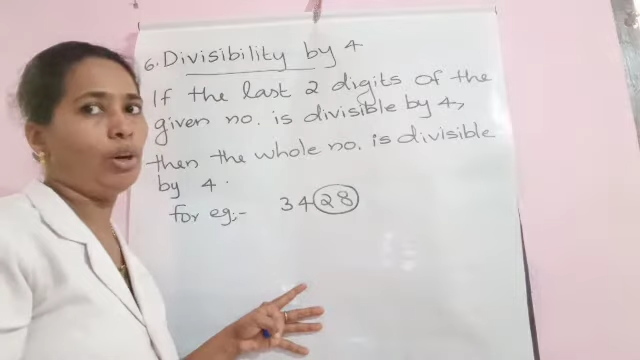 6. Divisibility by 4
If the last 2 digits of the
given no. is divisible by 4,
then the whole no. is divisible
by 4.
for eg:- 3428